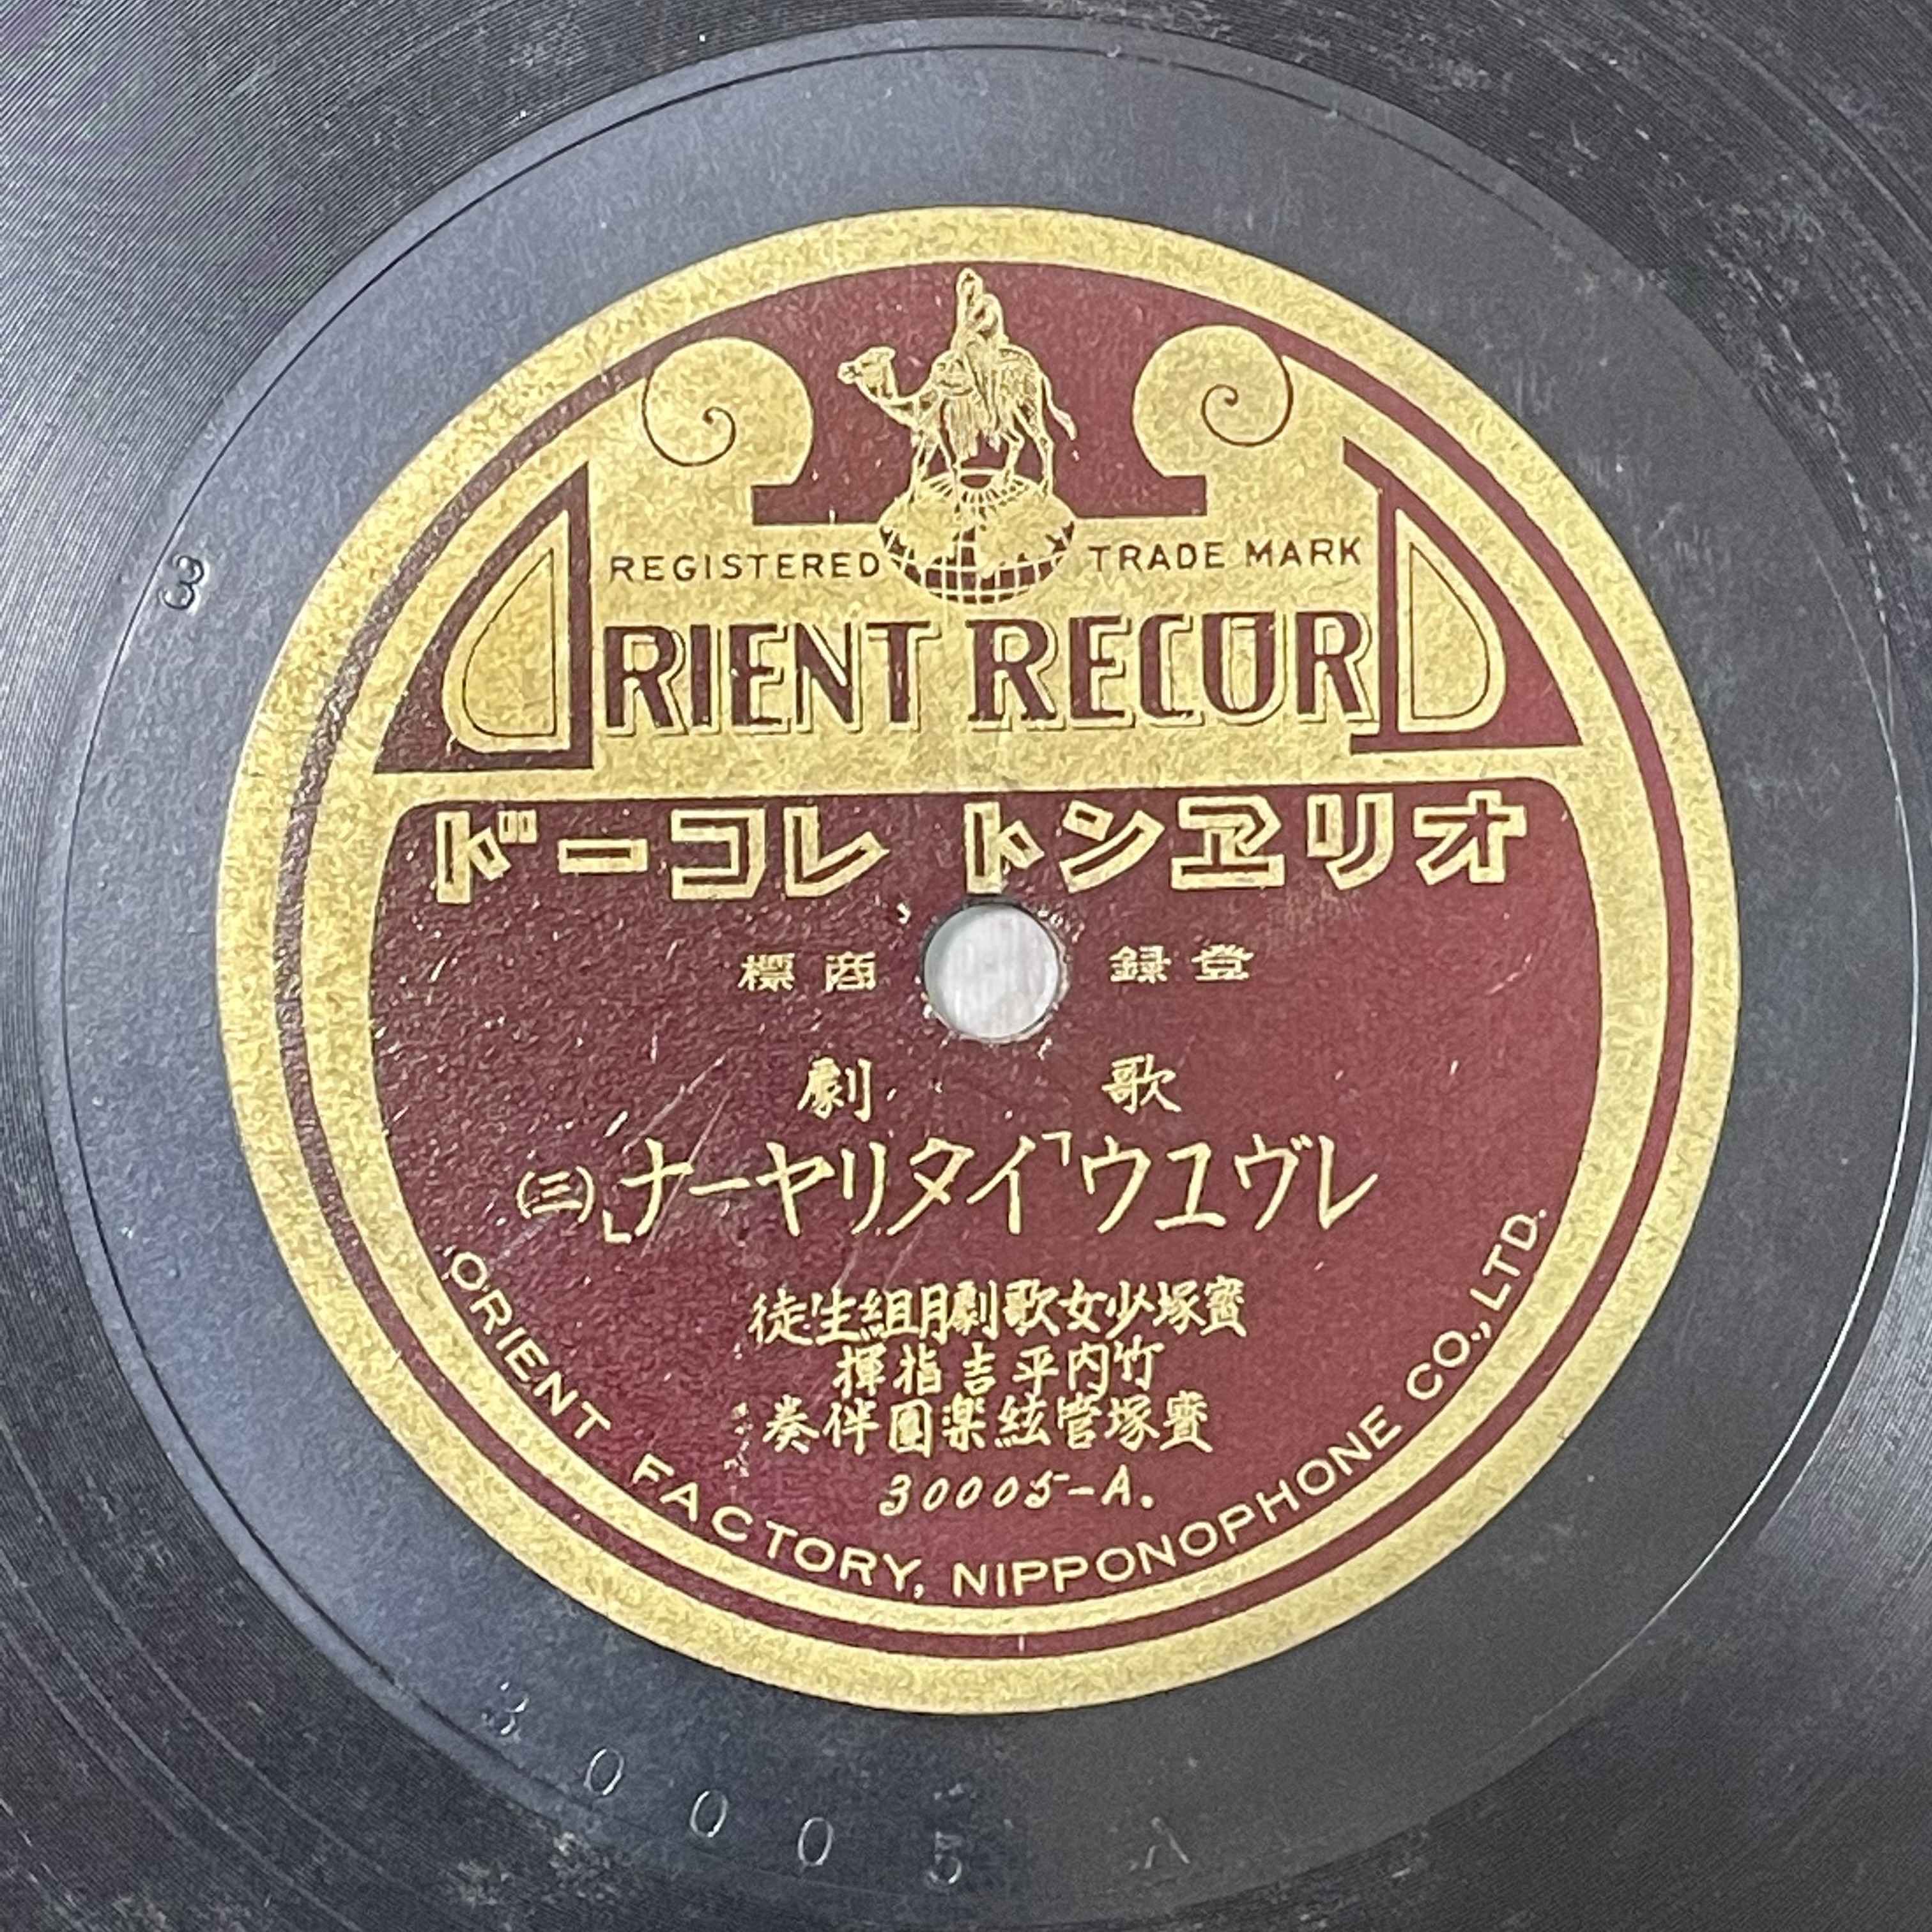 REGISTERED TRADE MARK
ORIENT RECORD
オリヱント レコード
登録 商標
歌劇
レヴユウ「イタリヤーナ」(三)
寳塚少女歌劇月組生徒
竹内平吉指揮
寳塚管絃楽團伴奏
30005-A.
ORIENT FACTORY, NIPPONOPHONE CO., LTD.
3
30005 A